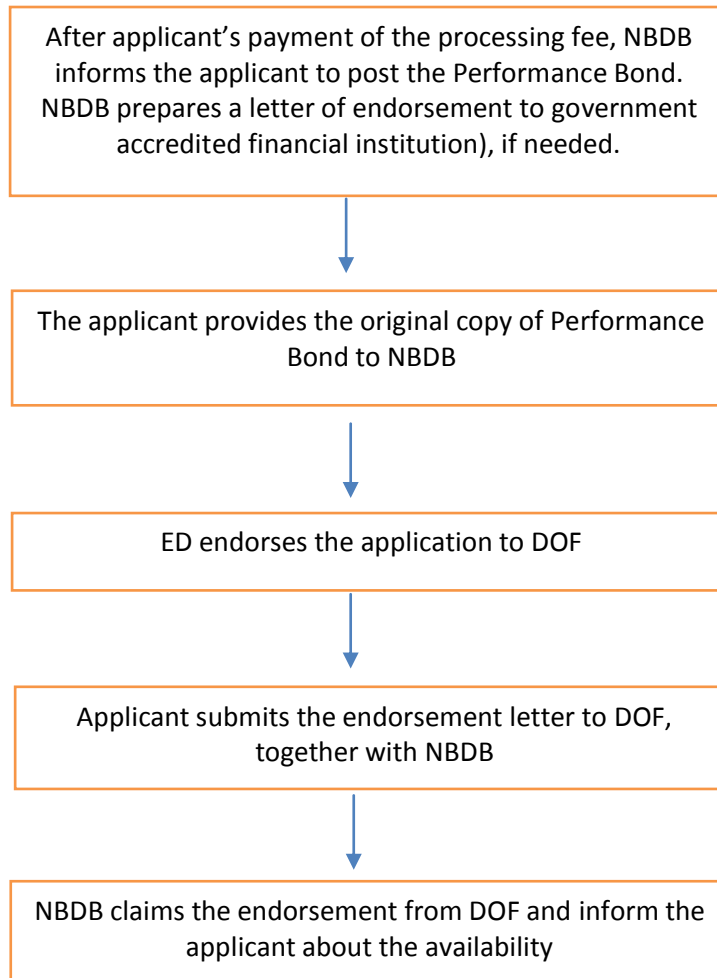 After applicant’s payment of the processing fee, NBDB
informs the applicant to post the Performance Bond.
NBDB prepares a letter of endorsement to government
accredited financial institution), if needed.
The applicant provides the original copy of Performance
Bond to NBDB
ED endorses the application to DOF
Applicant submits the endorsement letter to DOF,
together with NBDB
NBDB claims the endorsement from DOF and inform the
applicant about the availability